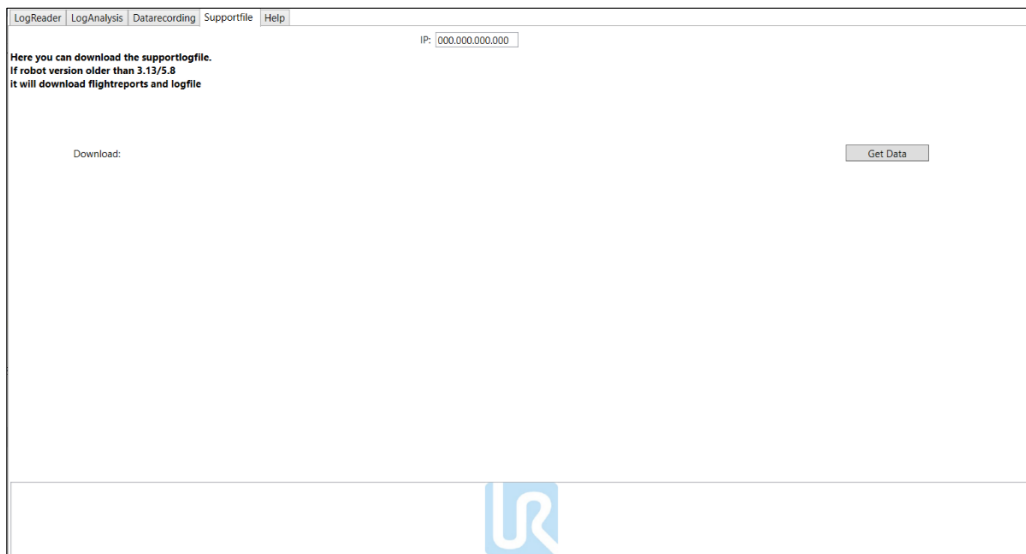 LogReader LogAnalysis Datarecording Supportfile Help
IP: 000.000.000.000
Here you can download the supportlogfile.
If robot version older than 3.13/5.8
it will download flightreports and logfile
Download: Get Data
UR